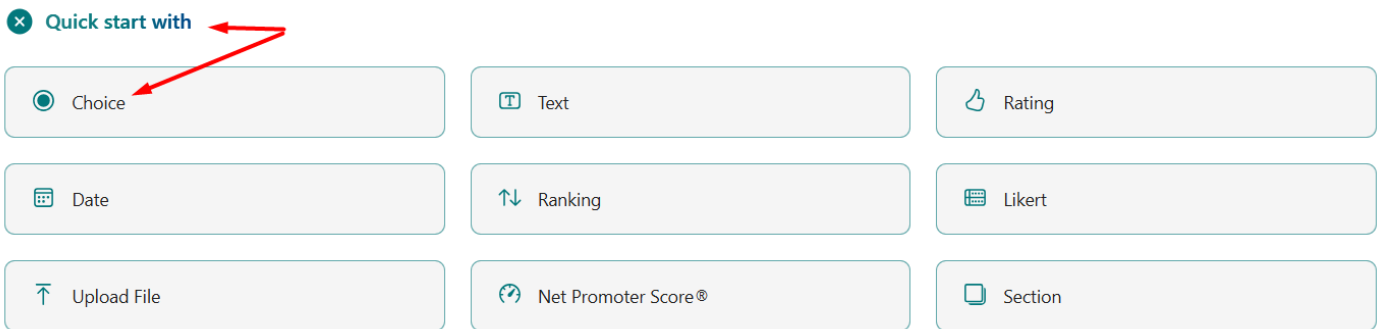 Quick start with
Choice
Text
Rating
Date
Ranking
Likert
Upload File
Net Promoter Score®
Section